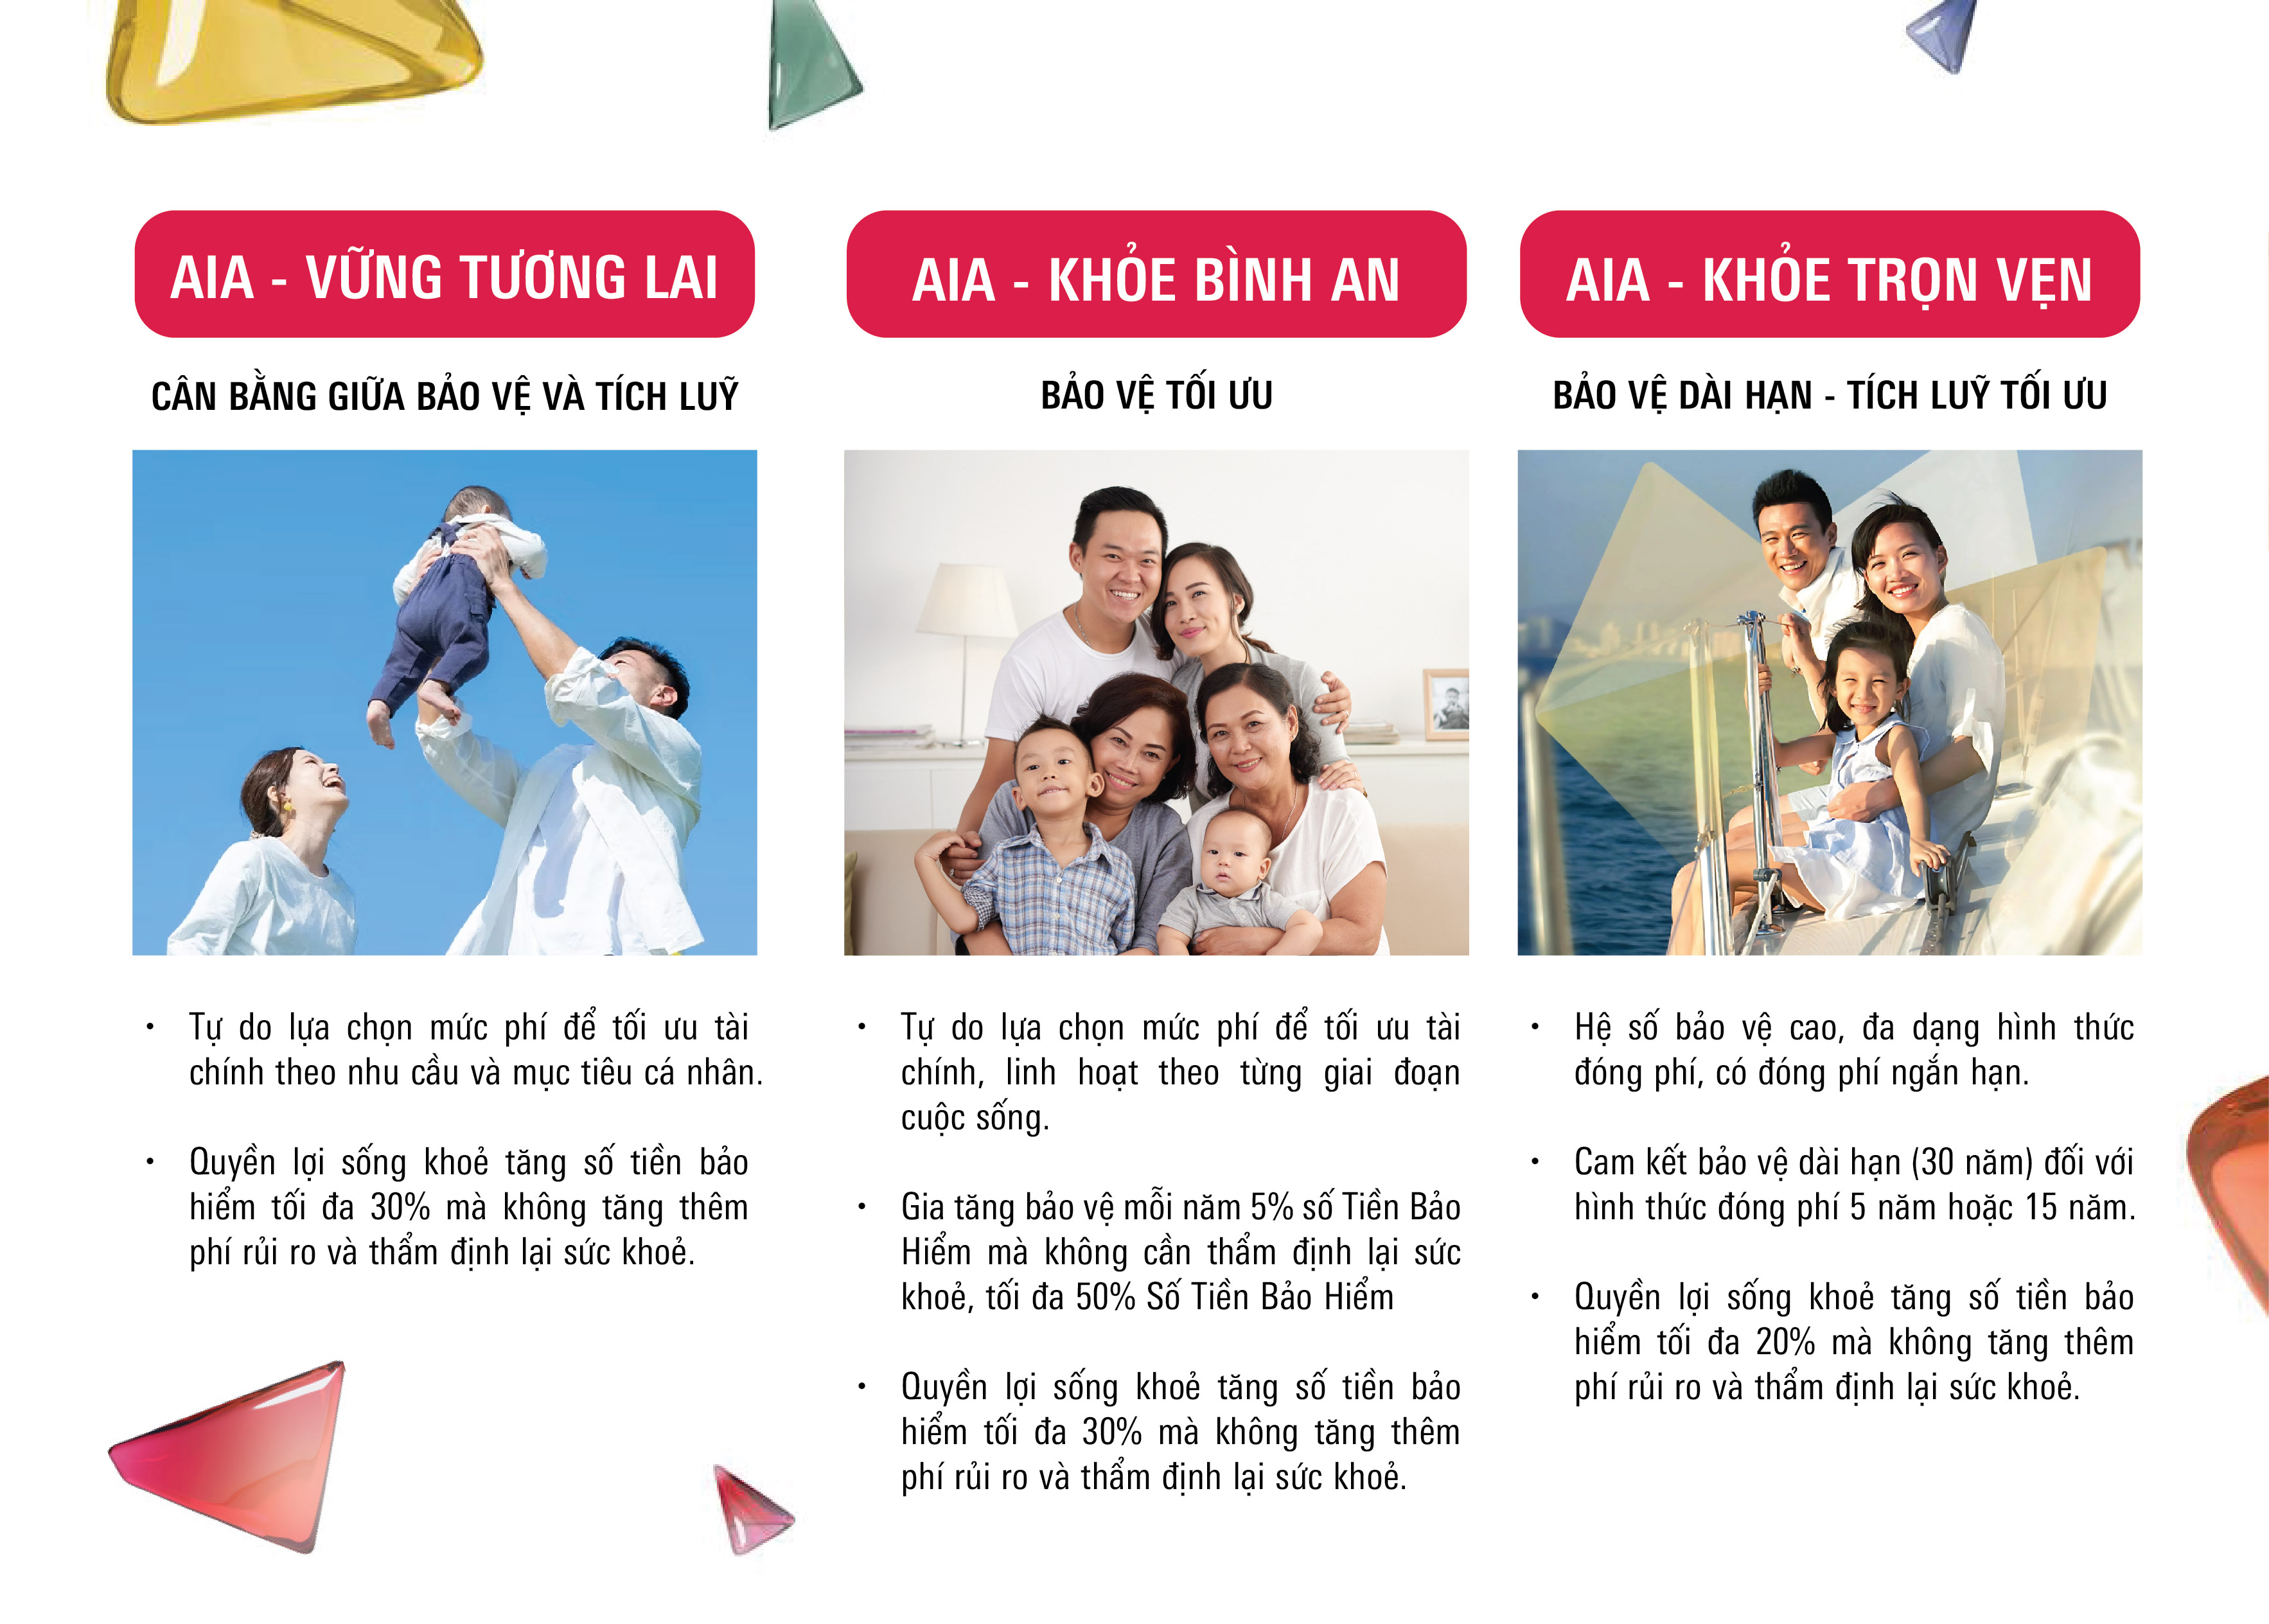 AIA - VỮNG TƯƠNG LAI
CÂN BẰNG GIỮA BẢO VỆ VÀ TÍCH LUỸ
• Tự do lựa chọn mức phí để tối ưu tài
chính theo nhu cầu và mục tiêu cá nhân.
• Quyền lợi sống khoẻ tăng số tiền bảo
hiểm tối đa 30% mà không tăng thêm
phí rủi ro và thẩm định lại sức khoẻ.
AIA - KHỎE BÌNH AN
BẢO VỆ TỐI ƯU
• Tự do lựa chọn mức phí để tối ưu tài
chính, linh hoạt theo từng giai đoạn
cuộc sống.
• Gia tăng bảo vệ mỗi năm 5% số Tiền Bảo
Hiểm mà không cần thẩm định lại sức
khoẻ, tối đa 50% Số Tiền Bảo Hiểm
• Quyền lợi sống khoẻ tăng số tiền bảo
hiểm tối đa 30% mà không tăng thêm
phí rủi ro và thẩm định lại sức khoẻ.
AIA - KHỎE TRỌN VẸN
BẢO VỆ DÀI HẠN - TÍCH LUỸ TỐI ƯU
• Hệ số bảo vệ cao, đa dạng hình thức
đóng phí, có đóng phí ngắn hạn.
• Cam kết bảo vệ dài hạn (30 năm) đối với
hình thức đóng phí 5 năm hoặc 15 năm.
• Quyền lợi sống khoẻ tăng số tiền bảo
hiểm tối đa 20% mà không tăng thêm
phí rủi ro và thẩm định lại sức khoẻ.